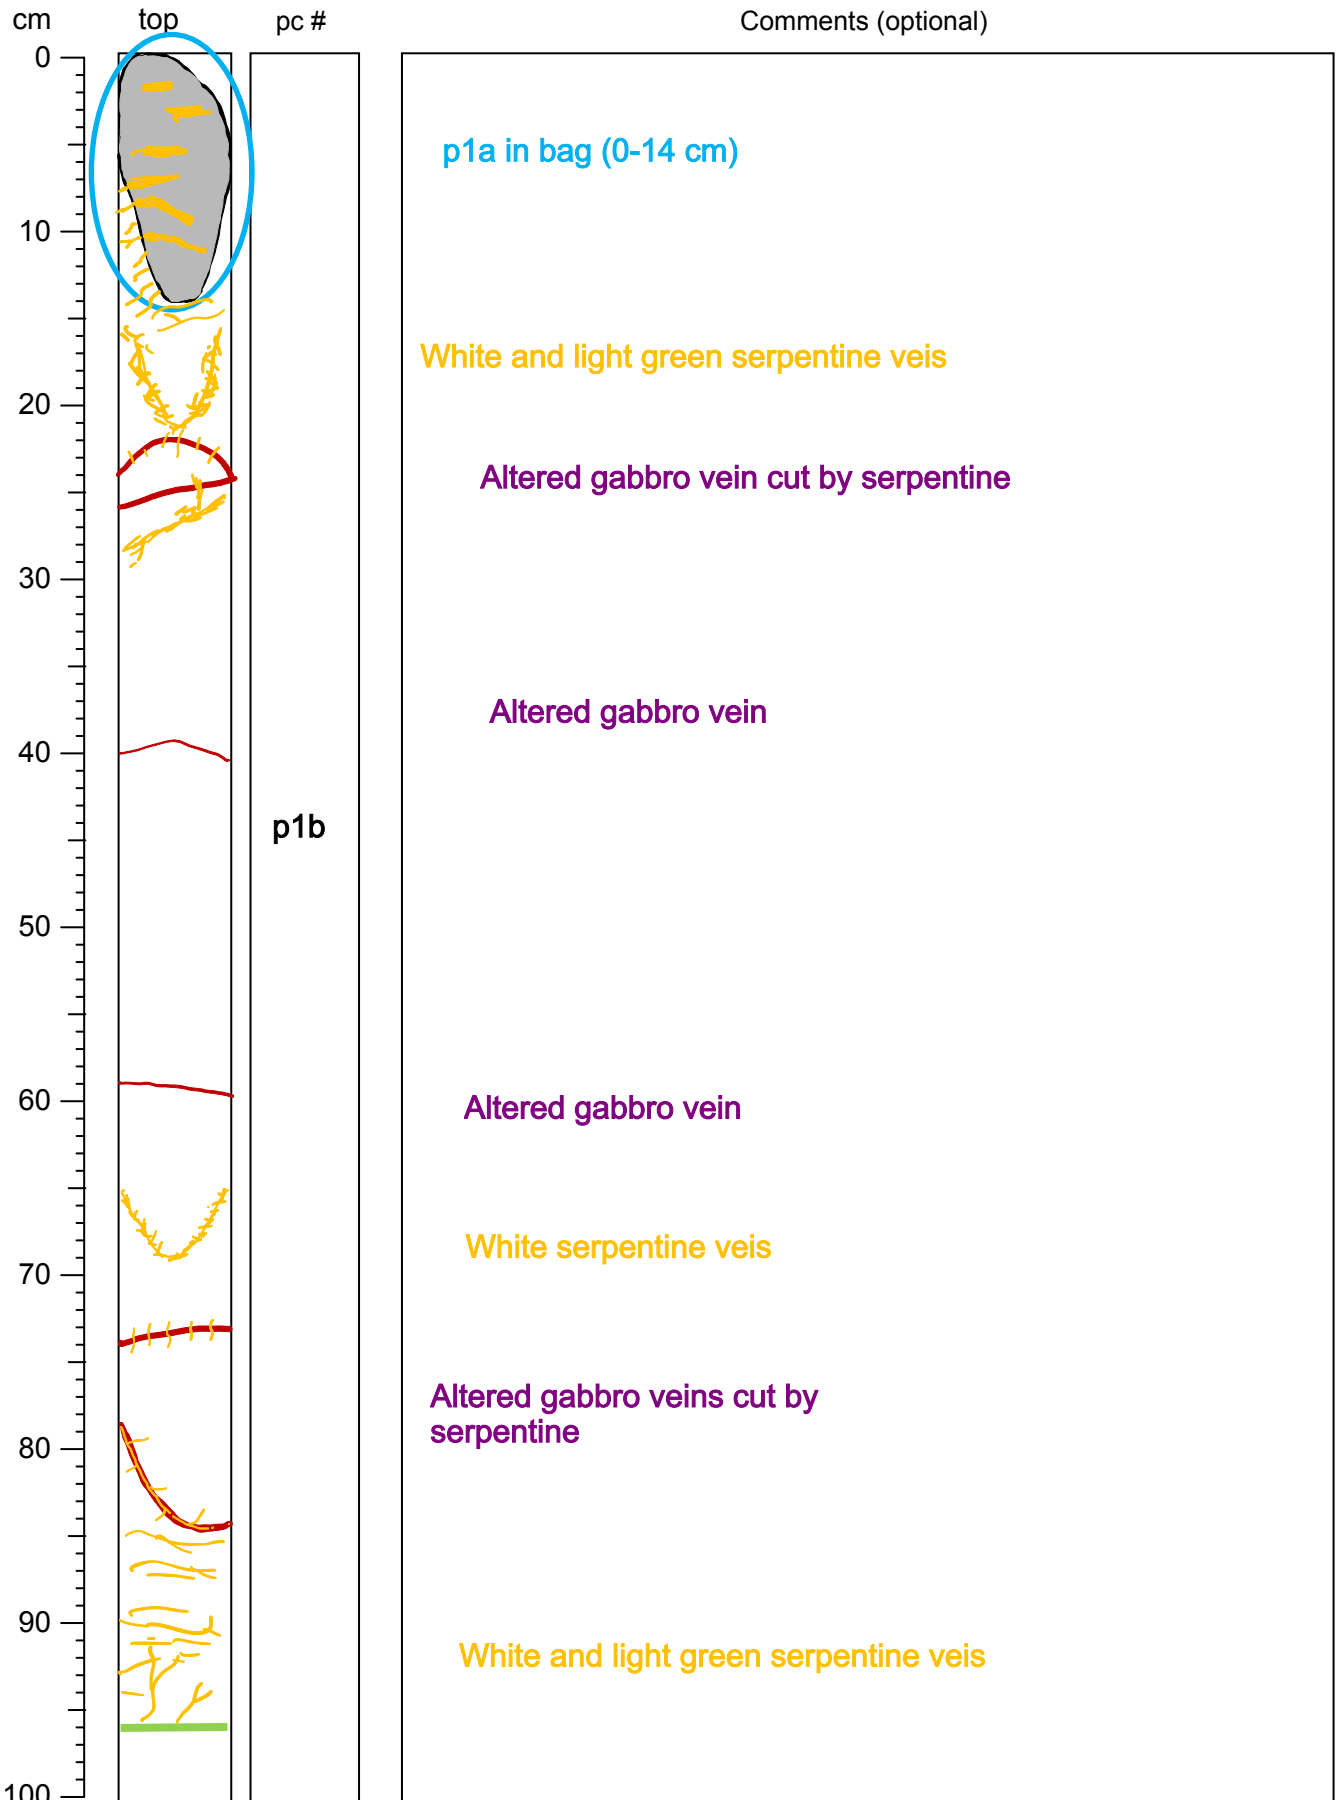 cm top pc # Comments (optional)
0
p1a in bag (0-14 cm)
10
White and light green serpentine veis
20
Altered gabbro vein cut by serpentine
30
Altered gabbro vein
40
p1b
50
60
Altered gabbro vein
White serpentine veis
70
Altered gabbro veins cut by
serpentine
80
90
White and light green serpentine veis
100